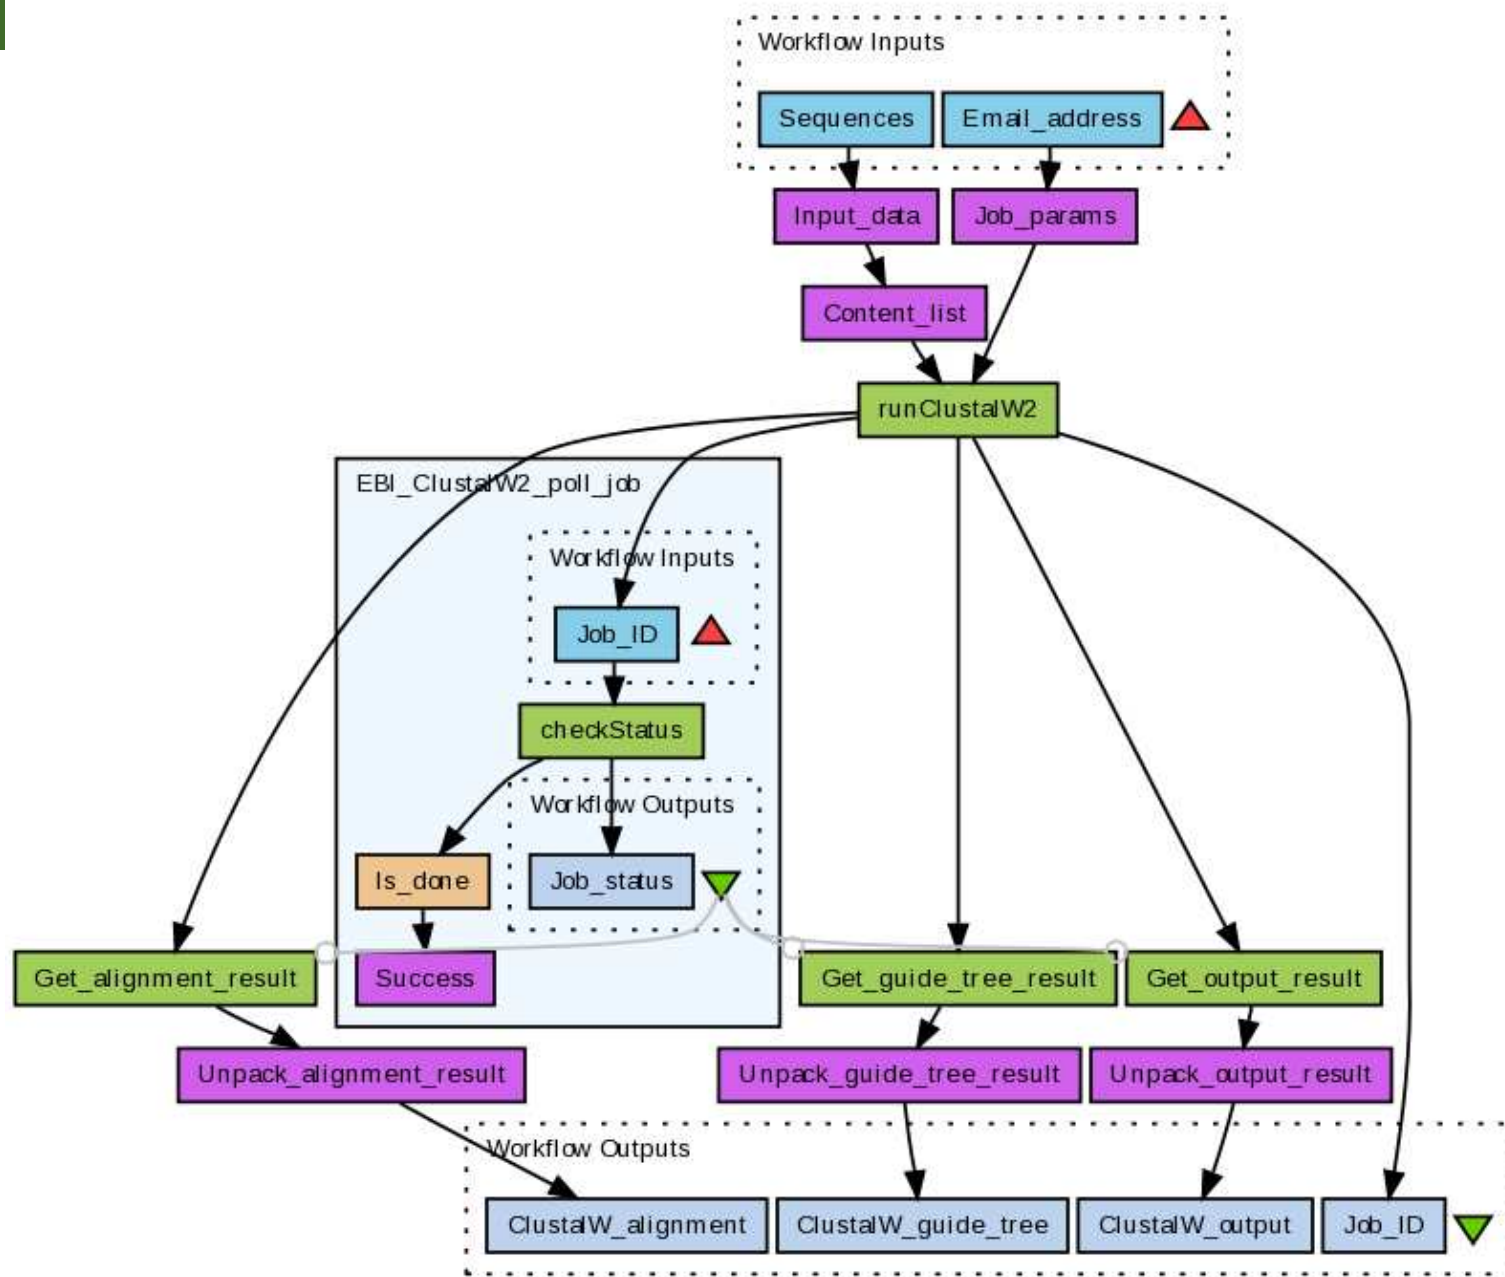 Workflow Inputs
Sequences
Email_address
Input_data
Job_params
Content_list
runClustalW2
EBI_ClustalW2_poll_job
Workflow Inputs
Job_ID
checkStatus
Workflow Outputs
Is_done
Job_status
Get_alignment_result
Success
Get_guide_tree_result
Get_output_result
Unpack_alignment_result
Unpack_guide_tree_result
Unpack_output_result
Workflow Outputs
ClustalW_alignment
ClustalW_guide_tree
ClustalW_output
Job_ID